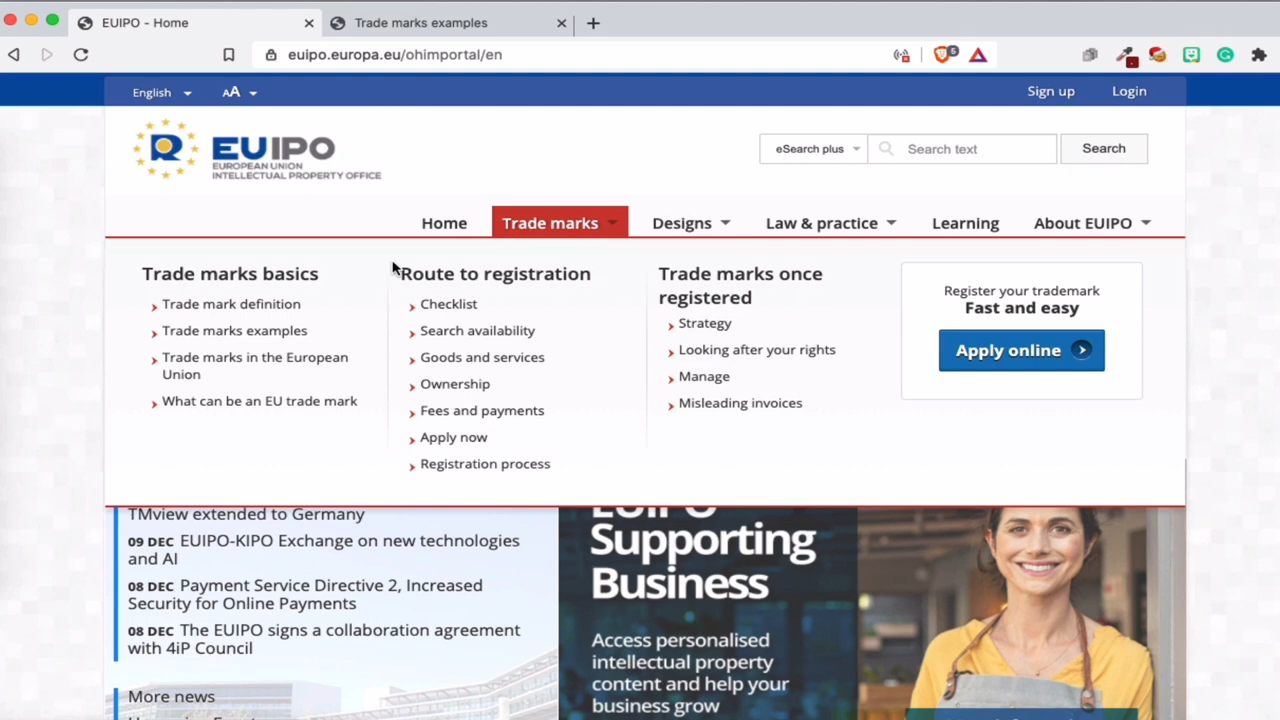 EUIPO - Home
Trade marks examples
euipo.europa.eu/ohimportal/en
5
English
AA
Sign up
Login
R
EUIPO
EUROPEAN UNION
INTELLECTUAL PROPERTY OFFICE
eSearch plus
Search text
Search
Home
Trade marks
Designs
Law & practice
Learning
About EUIPO
Trade marks basics
Trade mark definition
Trade marks examples
Trade marks in the European
Union
What can be an EU trade mark
Route to registration
Checklist
Search availability
Goods and services
Ownership
Fees and payments
Apply now
Registration process
Trade marks once
registered
Strategy
Looking after your rights
Manage
Misleading invoices
Register your trademark
Fast and easy
Apply online
TMview extended to Germany
09 DEC EUIPO-KIPO Exchange on new technologies
and AI
08 DEC Payment Service Directive 2, Increased
Security for Online Payments
08 DEC The EUIPO signs a collaboration agreement
with 4iP Council
More news
EUIPO
Supporting
Business
Access personalised
intellectual property
content and help your
business grow